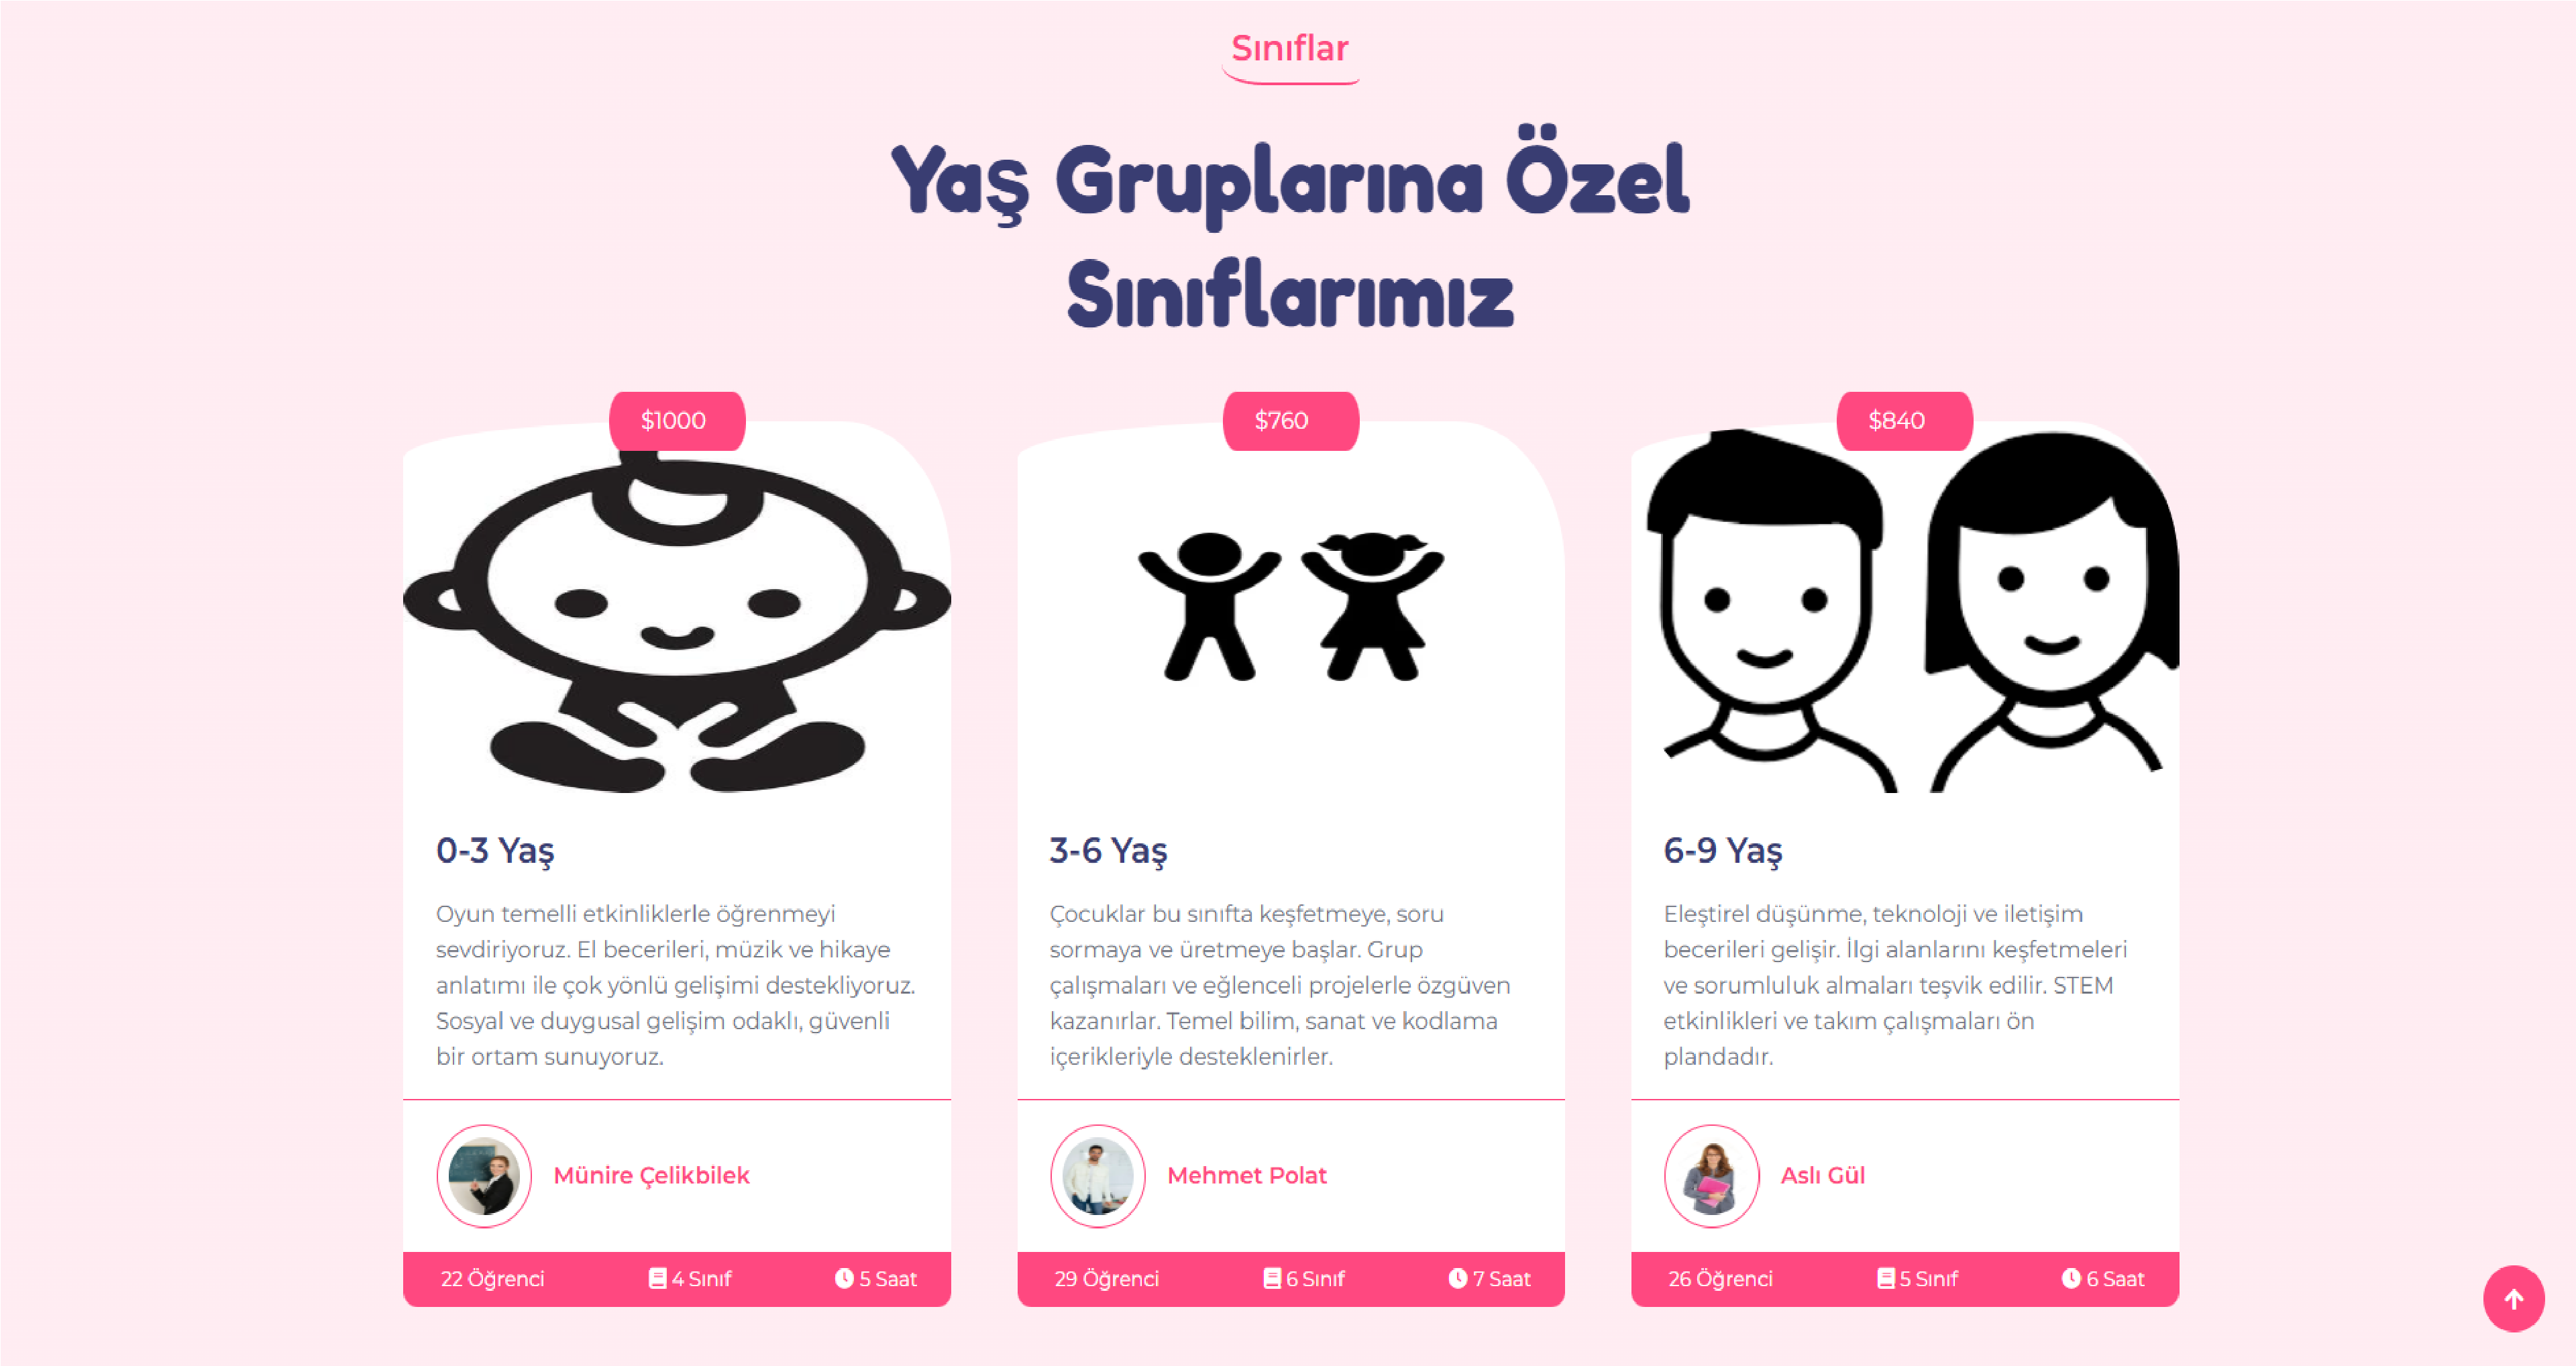 Sınıflar
Yaş Gruplarına Özel
Sınıflarımız
$1000
0-3 Yaş
Oyun temelli etkinliklerle öğrenmeyi
sevdiriyoruz. El becerileri, müzik ve hikaye
anlatımı ile çok yönlü gelişimi destekliyoruz.
Sosyal ve duygusal gelişim odaklı, güvenli
bir ortam sunuyoruz.
Münire Çelikbilek
22 Öğrenci 4 Sınıf 5 Saat
$760
3-6 Yaş
Çocuklar bu sınıfta keşfetmeye, soru
sormaya ve üretmeye başlar. Grup
çalışmaları ve eğlenceli projelerle özgüven
kazanırlar. Temel bilim, sanat ve kodlama
içerikleriyle desteklenirler.
Mehmet Polat
29 Öğrenci 6 Sınıf 7 Saat
$840
6-9 Yaş
Eleştirel düşünme, teknoloji ve iletişim
becerileri gelişir. İlgi alanlarını keşfetmeleri
ve sorumluluk almaları teşvik edilir. STEM
etkinlikleri ve takım çalışmaları ön
plandadır.
Aslı Gül
26 Öğrenci 5 Sınıf 6 Saat